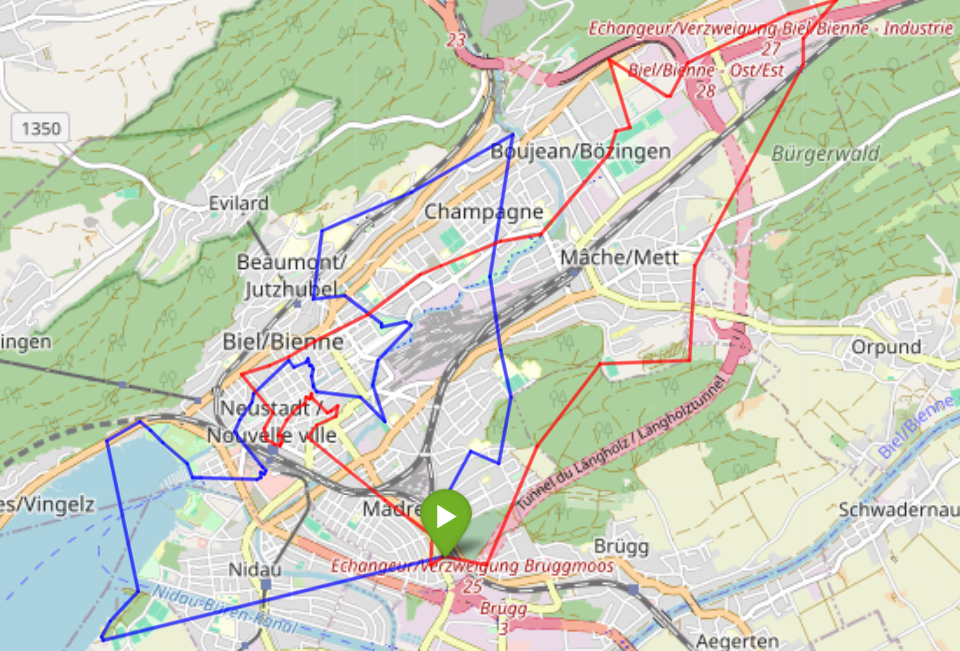 Echangeur/Verzweigung Biel/Bienne - Industrie
27
23
Biel/Bienne - Ost/Est
28
1350
Boujean/Bözingen
Bürgerwald
Evilard
Champagne
Beaumont/
Jutzhubel
Mâche/Mett
ingen
Biel/Bienne
Orpund
Neustadt /
Nouvelle ville
Tunnel du Längholz / Längholztunnel
Biel/Bienne
es/Vingelz
Madre
Schwadernau
Brügg
Nidau
Echangeur/Verzweigung Bruggmoos
25
Nidau-Büren-Kanal
Brügg
3
Aegerten